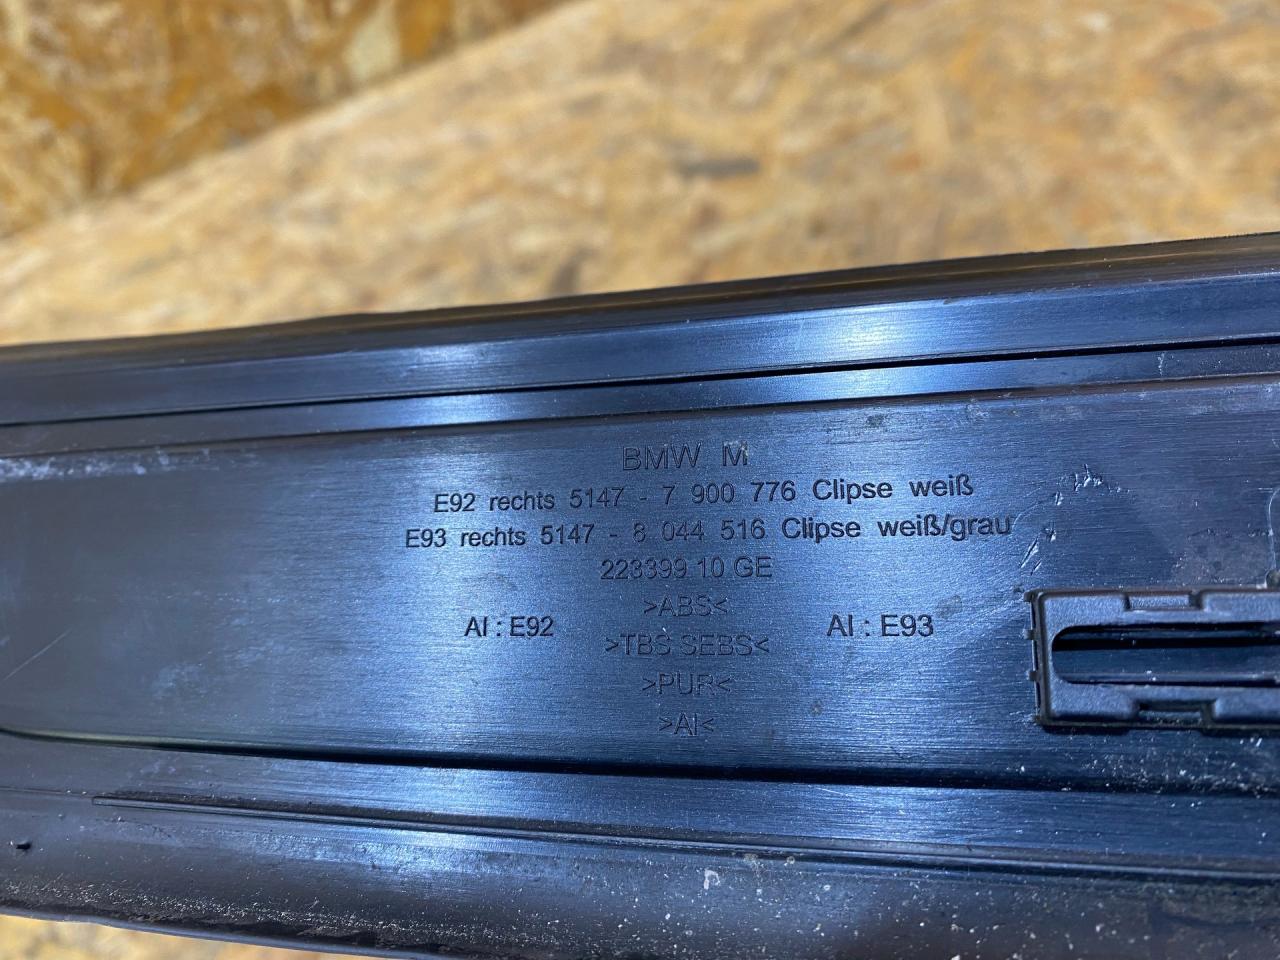 BMW M
E92 rechts 5147 - 7 900 776 Clipse weiß
E93 rechts 5147 - 8 044 516 Clipse weiß/grau
223399 10 GE
>ABS<
AI : E92 >TBS SEBS< AI : E93
>PUR<
>AI<